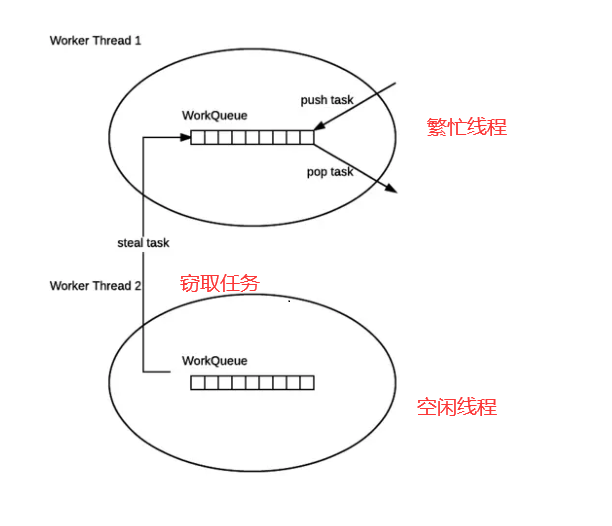 Worker Thread 1
push task
WorkQueue
繁忙线程
pop task
steal task
Worker Thread 2
窃取任务
WorkQueue
空闲线程